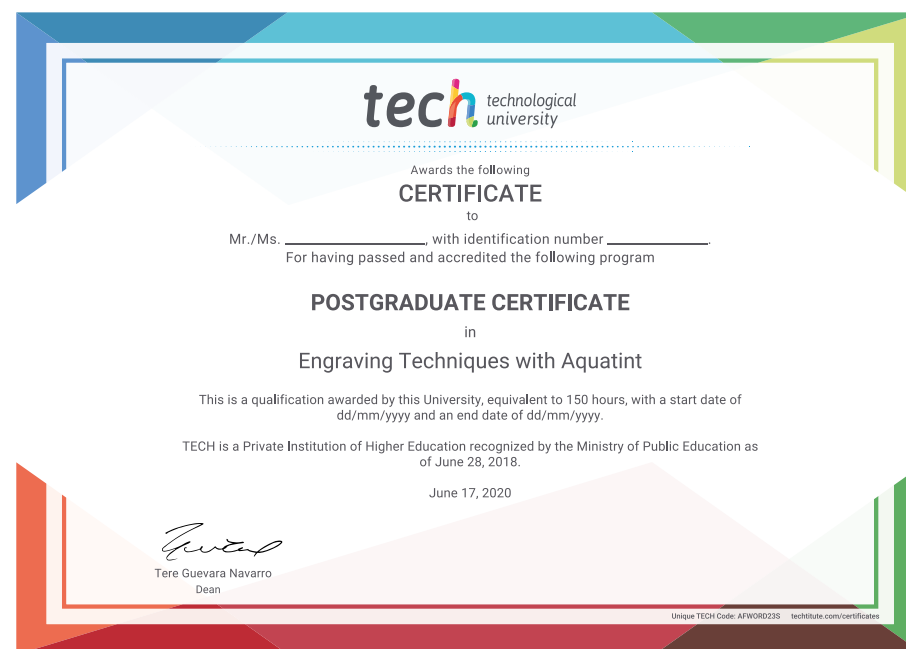 tech technological
university
Awards the following
CERTIFICATE
to
Mr./Ms. ____________________, with identification number ______________.
For having passed and accredited the following program
POSTGRADUATE CERTIFICATE
in
Engraving Techniques with Aquatint
This is a qualification awarded by this University, equivalent to 150 hours, with a start date of
dd/mm/yyyy and an end date of dd/mm/yyyy.
TECH is a Private Institution of Higher Education recognized by the Ministry of Public Education as
of June 28, 2018.
June 17, 2020
Tere Guevara Navarro
Dean
Unique TECH Code: AFWORD23S techtitute.com/certificates